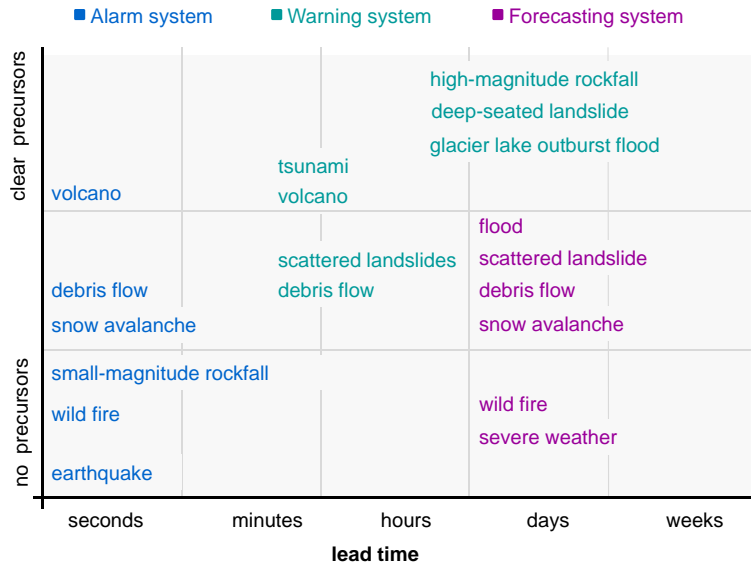 Alarm system
Warning system
Forecasting system
clear precursors
no precursors
high-magnitude rockfall
deep-seated landslide
glacier lake outburst flood
tsunami
volcano
volcano
flood
scattered landslides
scattered landslide
debris flow
debris flow
debris flow
snow avalanche
snow avalanche
small-magnitude rockfall
wild fire
wild fire
severe weather
earthquake
seconds
minutes
hours
days
weeks
lead time